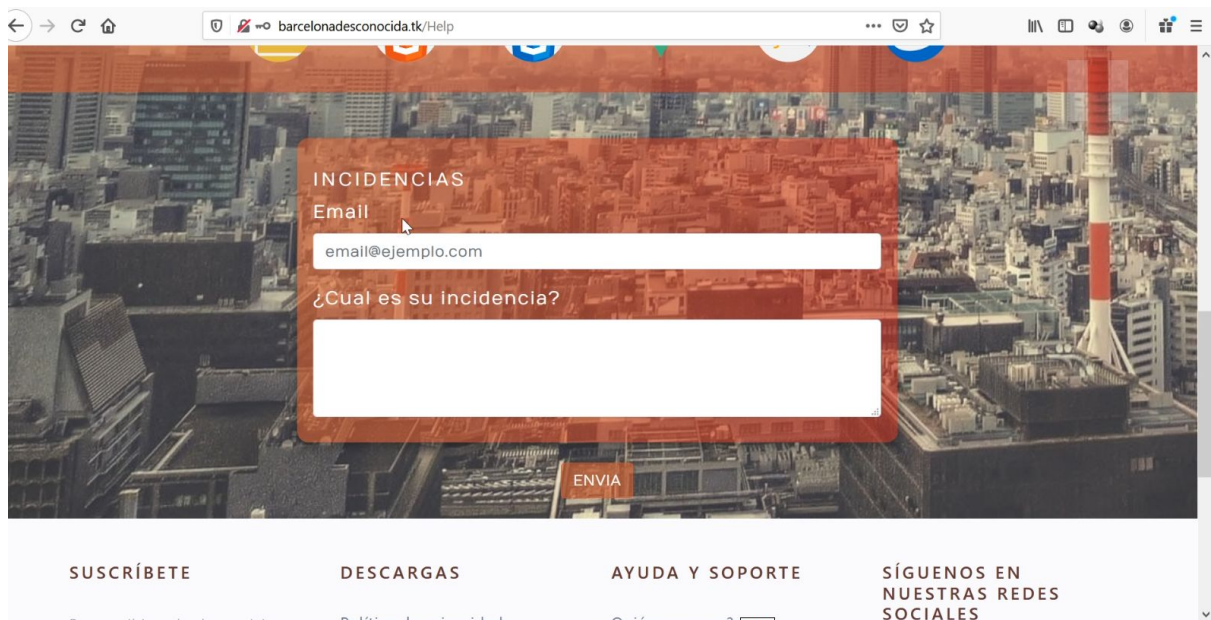 barcelonadesconocida.tk/Help
INCIDENCIAS
Email
email@ejemplo.com
¿Cual es su incidencia?
ENVIA
SUSCRÍBETE
DESCARGAS
AYUDA Y SOPORTE
SÍGUENOS EN
NUESTRAS REDES
SOCIALES